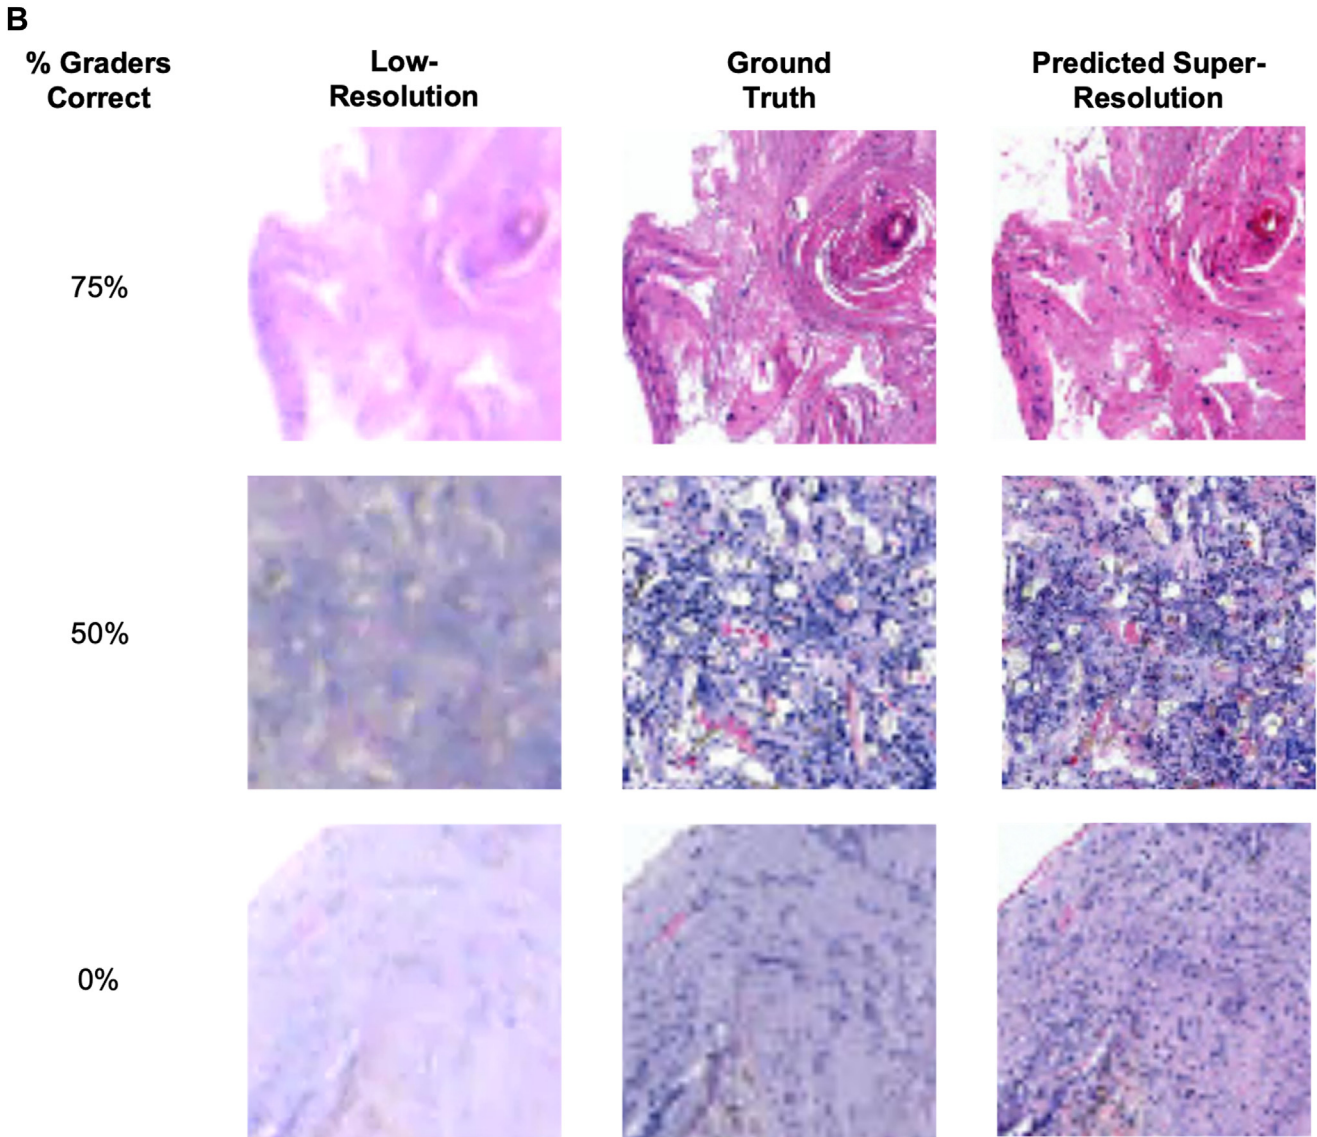 B
% Graders
Correct
Low-
Resolution
Ground
Truth
Predicted Super-
Resolution
75%
50%
0%